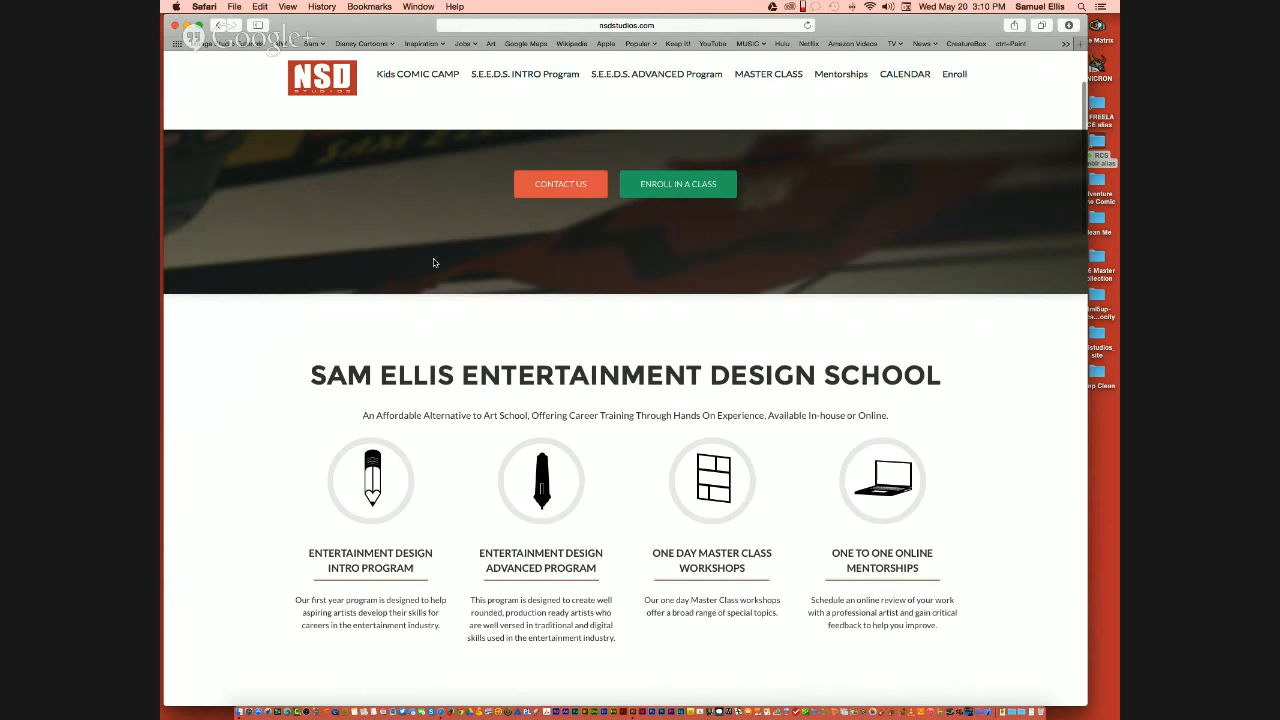 Safari File Edit View History Bookmarks Window Help
Wed May 20 3:10 PM Samuel Ellis
Google+
nsdstudios.com
Disney Cartoons Inspiration Jobs Art Google Maps Wikipedia Apple Popular Keep It! YouTube MUSIC Hulu Netflix Amazon Videos TV News CreatureBox ctrl+Paint
NSD
STUDIOS
Kids COMIC CAMP S.E.E.D.S. INTRO Program S.E.E.D.S. ADVANCED Program MASTER CLASS Mentorships CALENDAR Enroll
CONTACT US ENROLL IN A CLASS
SAM ELLIS ENTERTAINMENT DESIGN SCHOOL
An Affordable Alternative to Art School, Offering Career Training Through Hands On Experience, Available In-house or Online.
ENTERTAINMENT DESIGN
INTRO PROGRAM
Our first year program is designed to help
aspiring artists develop their skills for
careers in the entertainment industry.
ENTERTAINMENT DESIGN
ADVANCED PROGRAM
This program is designed to create well
rounded, production ready artists who
are well versed in traditional and digital
skills used in the entertainment industry.
ONE DAY MASTER CLASS
WORKSHOPS
Our one day Master Class workshops
offer a broad range of special topics.
ONE TO ONE ONLINE
MENTORSHIPS
Schedule an online review of your work
with a professional artist and gain critical
feedback to help you improve.